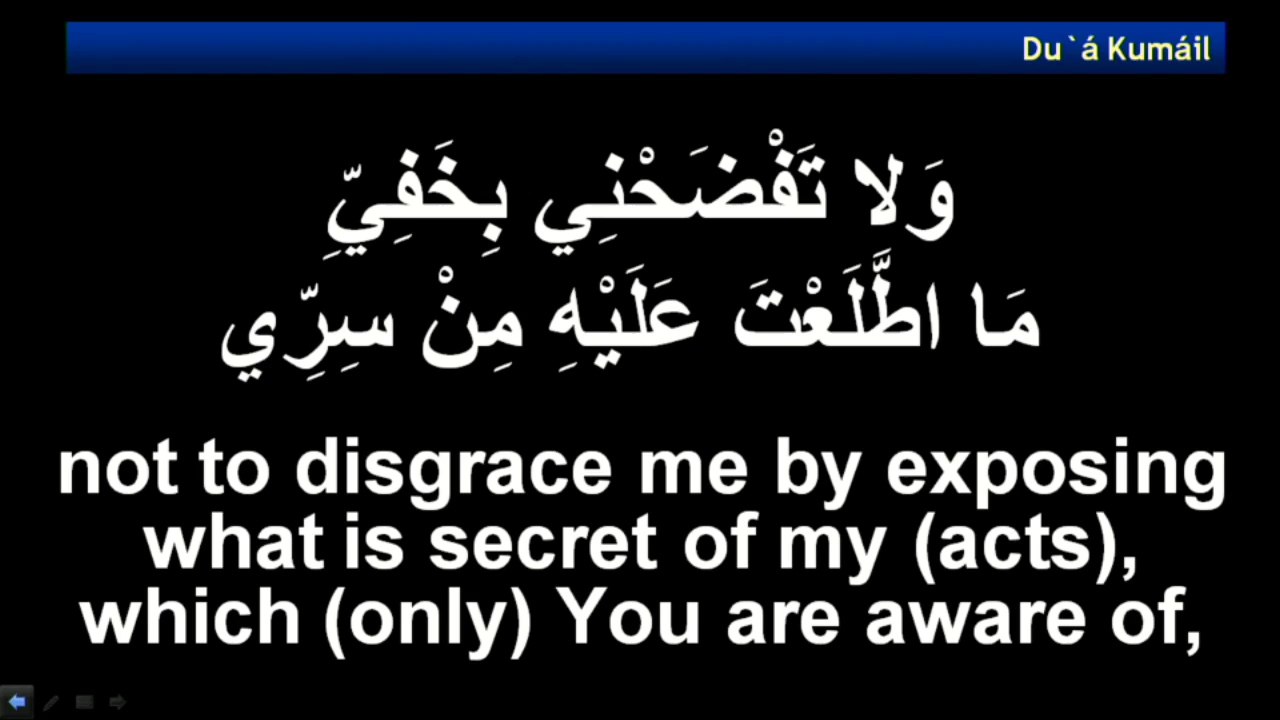 Du`á Kumáil
وَلا تَفْضَحْنِي بِخَفِيِّ
مَا اطَّلَعْتَ عَلَيْهِ مِنْ سِرِّي
not to disgrace me by exposing
what is secret of my (acts),
which (only) You are aware of,